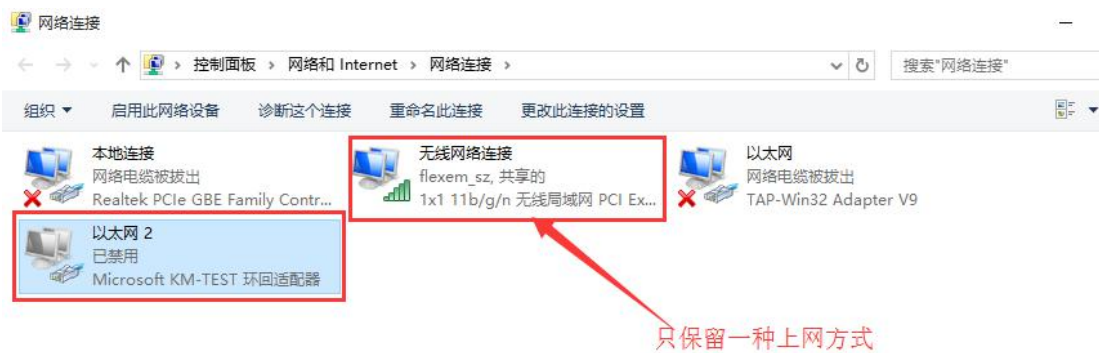 网络连接
控制面板 › 网络和 Internet › 网络连接 ›
搜索"网络连接"
组织 启用此网络设备 诊断这个连接 重命名此连接 更改此连接的设置
本地连接
网络电缆被拔出
Realtek PCIe GBE Family Contr...
无线网络连接
flexem_sz, 共享的
1x1 11b/g/n 无线局域网 PCI Ex...
以太网
网络电缆被拔出
TAP-Win32 Adapter V9
以太网 2
已禁用
Microsoft KM-TEST 环回适配器
只保留一种上网方式